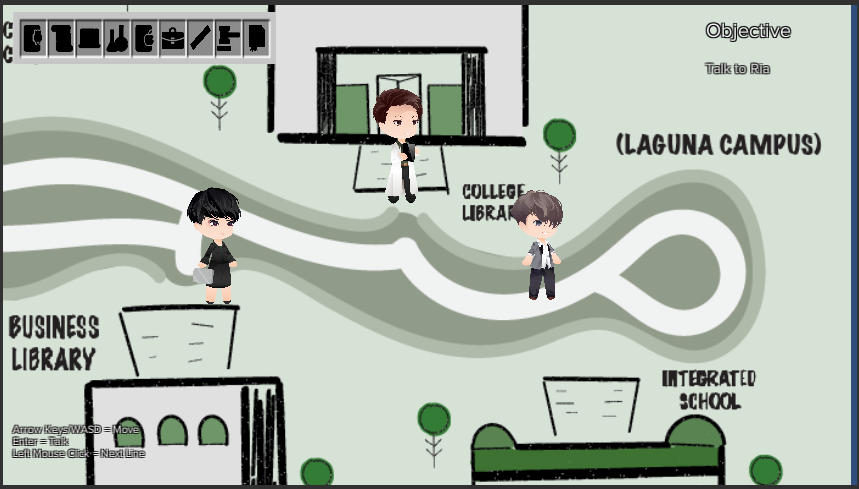 Objective
Talk to Ria
(LAGUNA CAMPUS)
COLLEGE
BUSINESS
LIBRARY
INTEGRATED
SCHOOL
Arrow Keys/WASD = Move
Enter = Talk
Left Mouse Click = Next Line